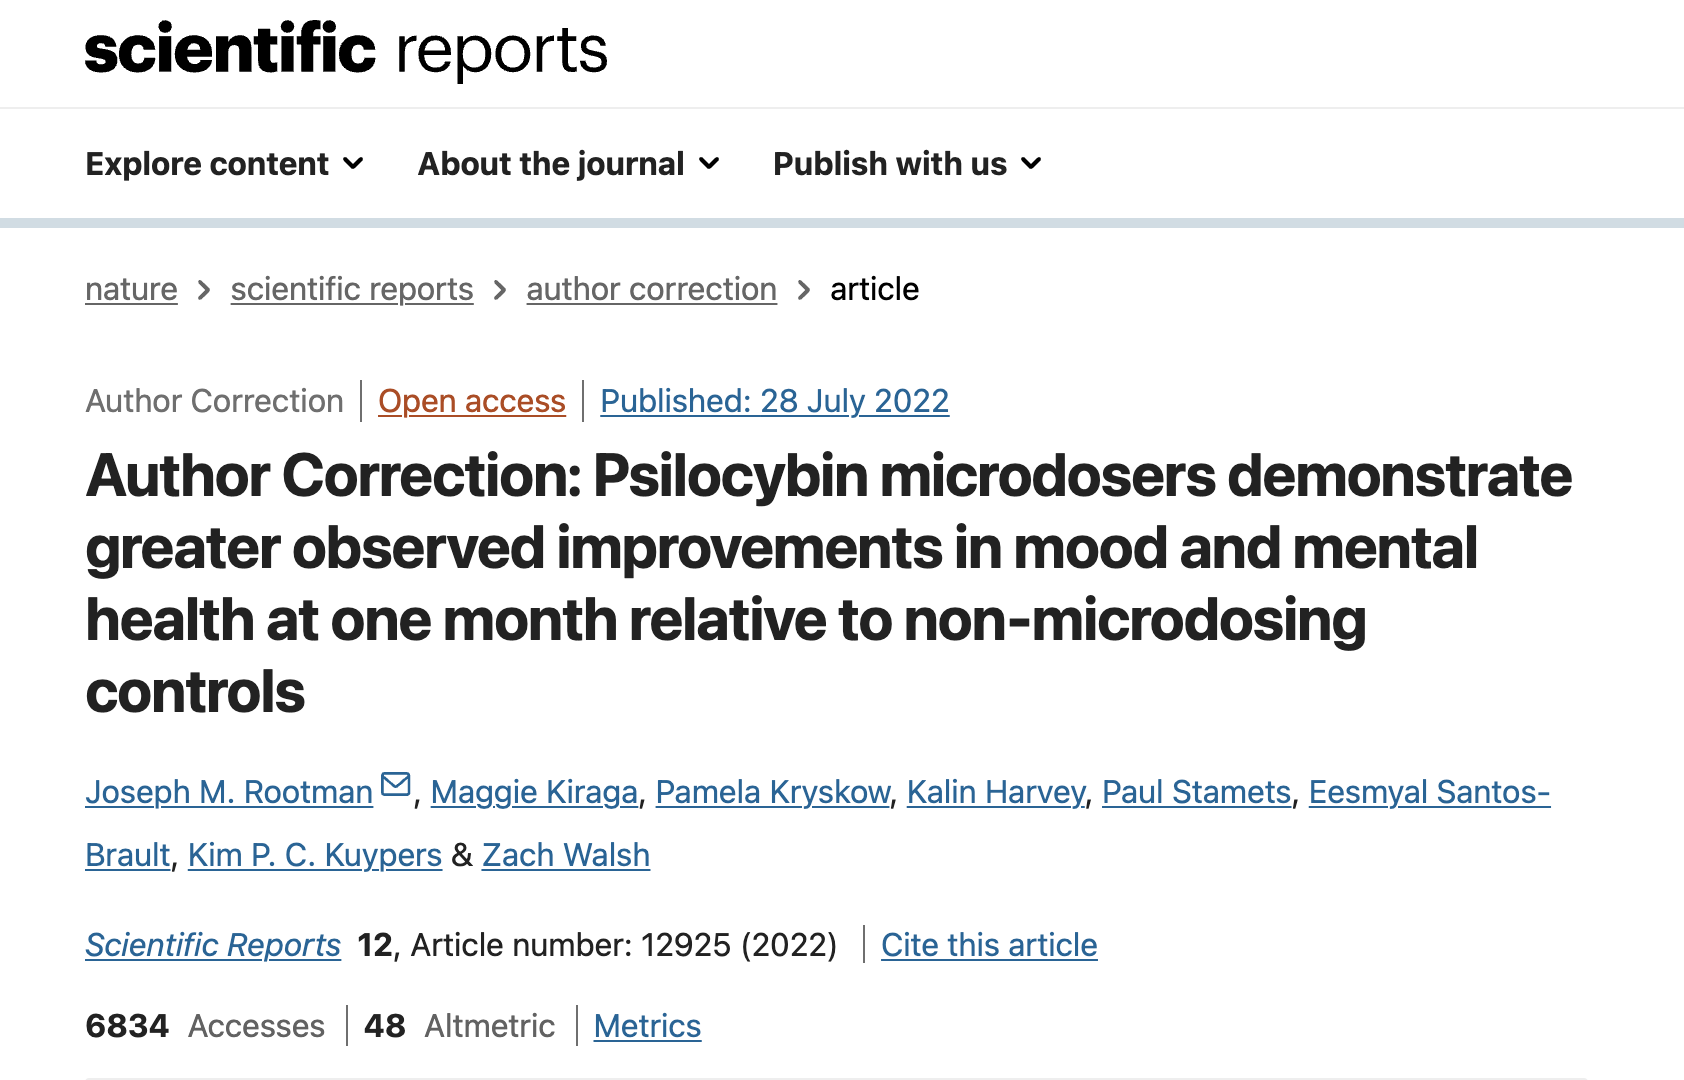 scientific reports
Explore content About the journal Publish with us
nature > scientific reports > author correction > article
Author Correction | Open access | Published: 28 July 2022
Author Correction: Psilocybin microdosers demonstrate
greater observed improvements in mood and mental
health at one month relative to non-microdosing
controls
Joseph M. Rootman, Maggie Kiraga, Pamela Kryskow, Kalin Harvey, Paul Stamets, Eesmyal Santos-
Brault, Kim P. C. Kuypers & Zach Walsh
Scientific Reports 12, Article number: 12925 (2022) | Cite this article
6834 Accesses | 48 Altmetric | Metrics